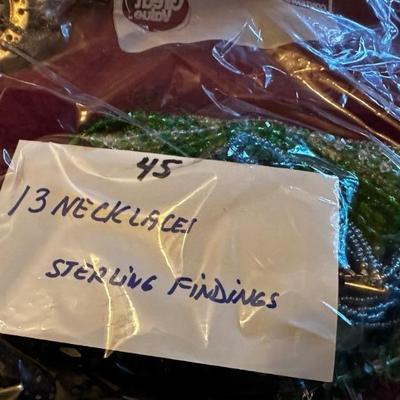 45
13 NECKLACES
STERLING FINDINGS